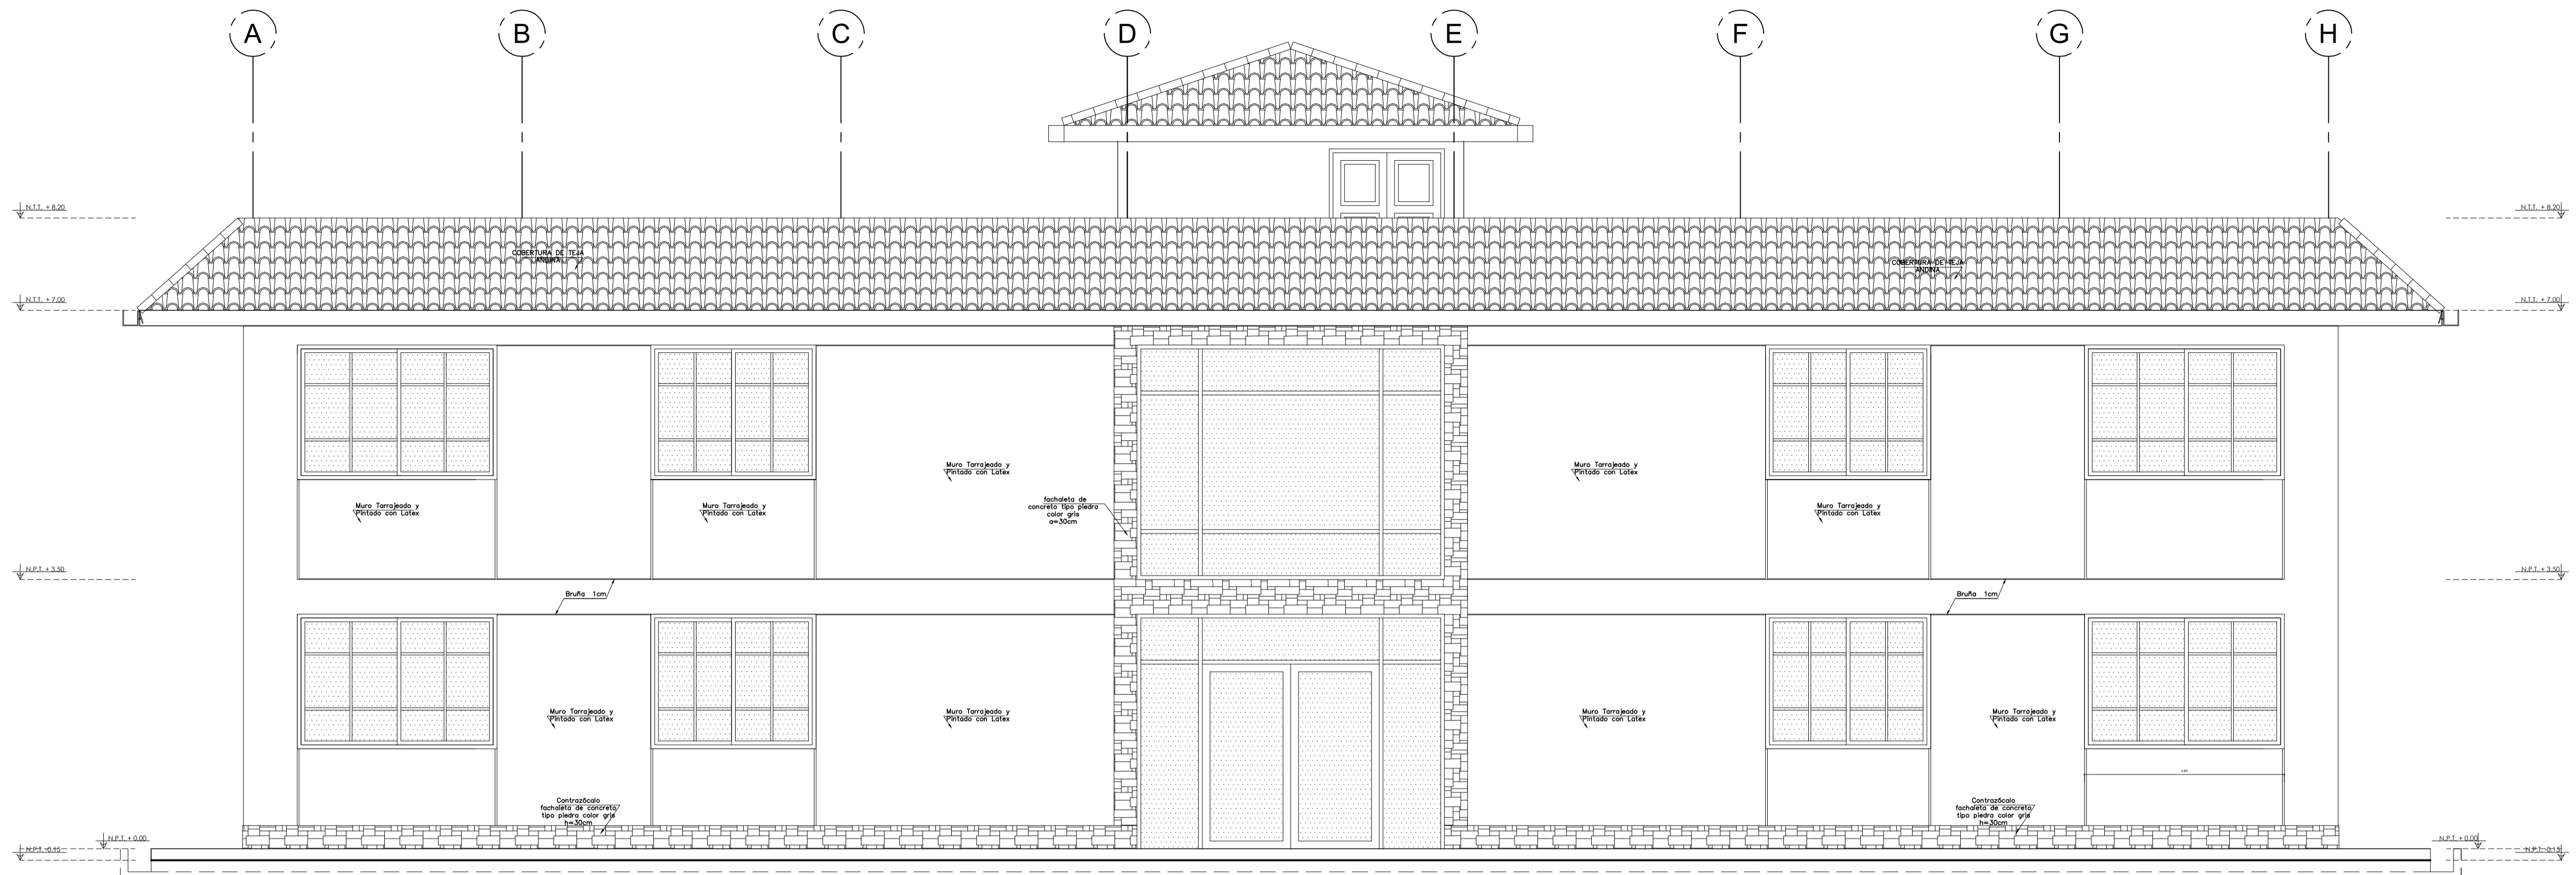 A B C D E F G H
N.T.T. + 8.20
N.T.T. + 8.20
COBERTURA DE TEJA
ANDINA
COBERTURA DE TEJA
ANDINA
N.T.T. + 7.00
N.T.T. + 7.00
Muro Tarrajeado y
Pintado con Latex
Muro Tarrajeado y
Pintado con Latex
Muro Tarrajeado y
Pintado con Latex
Muro Tarrajeado y
Pintado con Latex
fachaleta de
concreto tipo piedra
color gris
a=30cm
Muro Tarrajeado y
Pintado con Latex
N.P.T. + 3.50
N.P.T. + 3.50
Bruña 1cm
Bruña 1cm
Muro Tarrajeado y
Pintado con Latex
Muro Tarrajeado y
Pintado con Latex
Muro Tarrajeado y
Pintado con Latex
Muro Tarrajeado y
Pintado con Latex
Contrazócalo
fachaleta de concreto
tipo piedra color gris
h=30cm
Contrazócalo
fachaleta de concreto
tipo piedra color gris
h=30cm
N.P.T. + 0.00
N.P.T. + 0.00
N.P.T. -0.15
N.P.T. -0.15